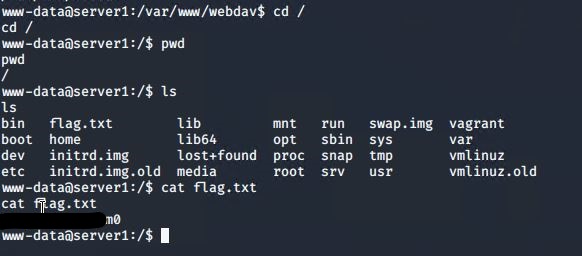 www-data@server1:/var/www/webdav$ cd /
cd /
www-data@server1:/$ pwd
pwd
/
www-data@server1:/$ ls
ls
bin flag.txt lib mnt run swap.img vagrant
boot home lib64 opt sbin sys var
dev initrd.img lost+found proc snap tmp vmlinuz
etc initrd.img.old media root srv usr vmlinuz.old
www-data@server1:/$ cat flag.txt
cat flag.txt
m0
www-data@server1:/$